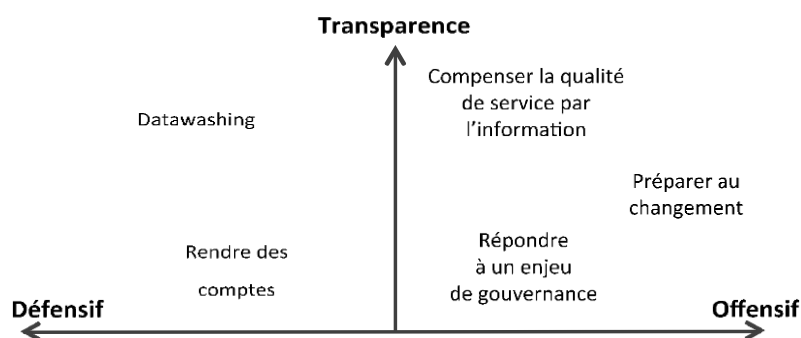 Transparence
Compenser la qualité
de service par
l'information
Datawashing
Préparer au
changement
Répondre
à un enjeu
de gouvernance
Rendre des
comptes
Défensif
Offensif